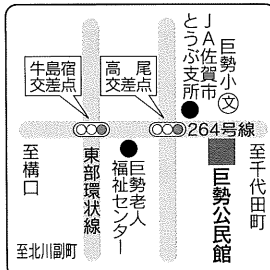 牛島宿
交差点
高尾
交差点
JA佐賀市
とうぶ支所
巨勢小
文
264号線
至横口
東部環状線
巨勢老人
福祉センター
巨勢公民館
至千代田町
至北川副町